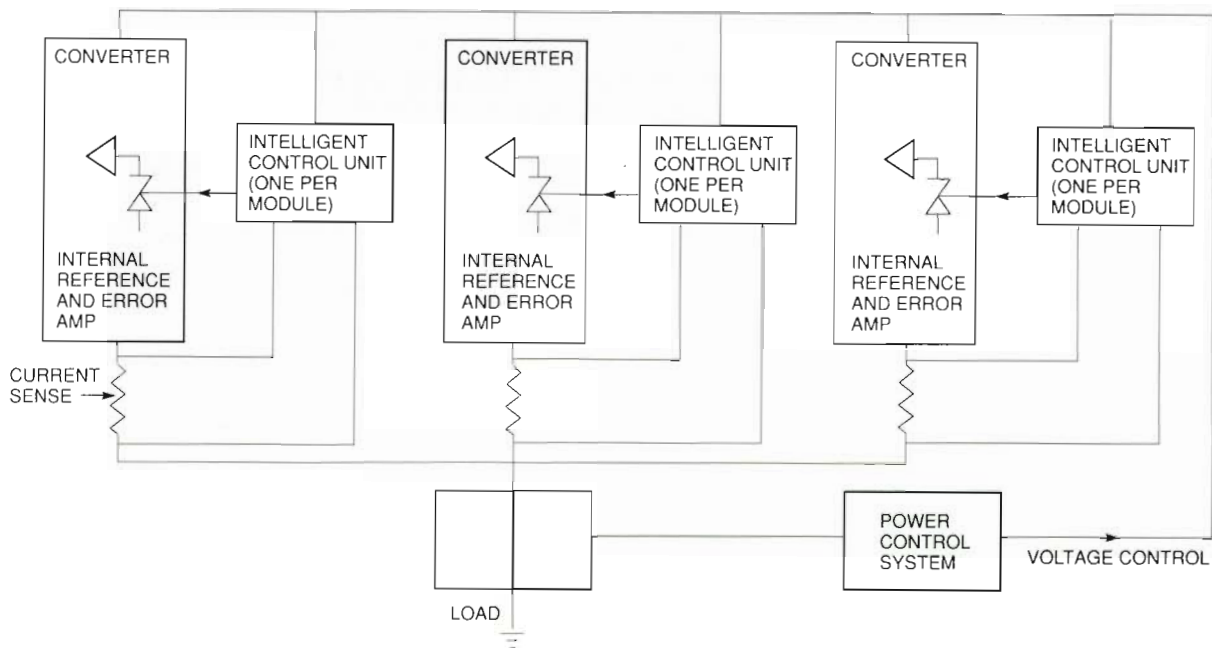 CONVERTER
INTELLIGENT
CONTROL UNIT
(ONE PER
MODULE)
INTERNAL
REFERENCE
AND ERROR
AMP
CONVERTER
INTELLIGENT
CONTROL UNIT
(ONE PER
MODULE)
INTERNAL
REFERENCE
AND ERROR
AMP
CONVERTER
INTELLIGENT
CONTROL UNIT
(ONE PER
MODULE)
INTERNAL
REFERENCE
AND ERROR
AMP
CURRENT
SENSE
LOAD
POWER
CONTROL
SYSTEM
VOLTAGE CONTROL